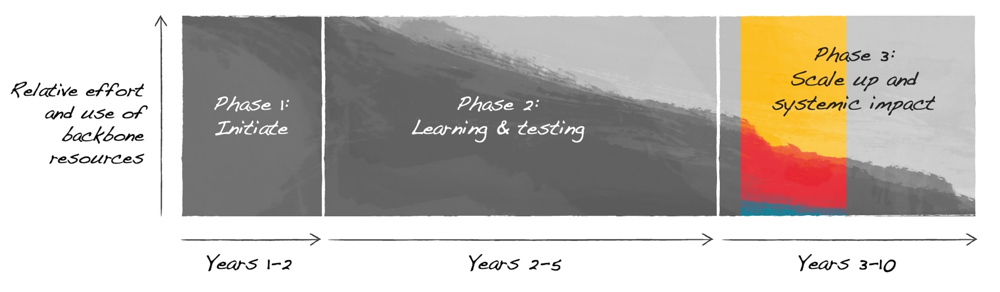 Relative effort
and use of
backbone
resources
Phase 1:
Initiate
Phase 2:
Learning & testing
Phase 3:
Scale up and
systemic impact
Years 1-2
Years 2-5
Years 3-10